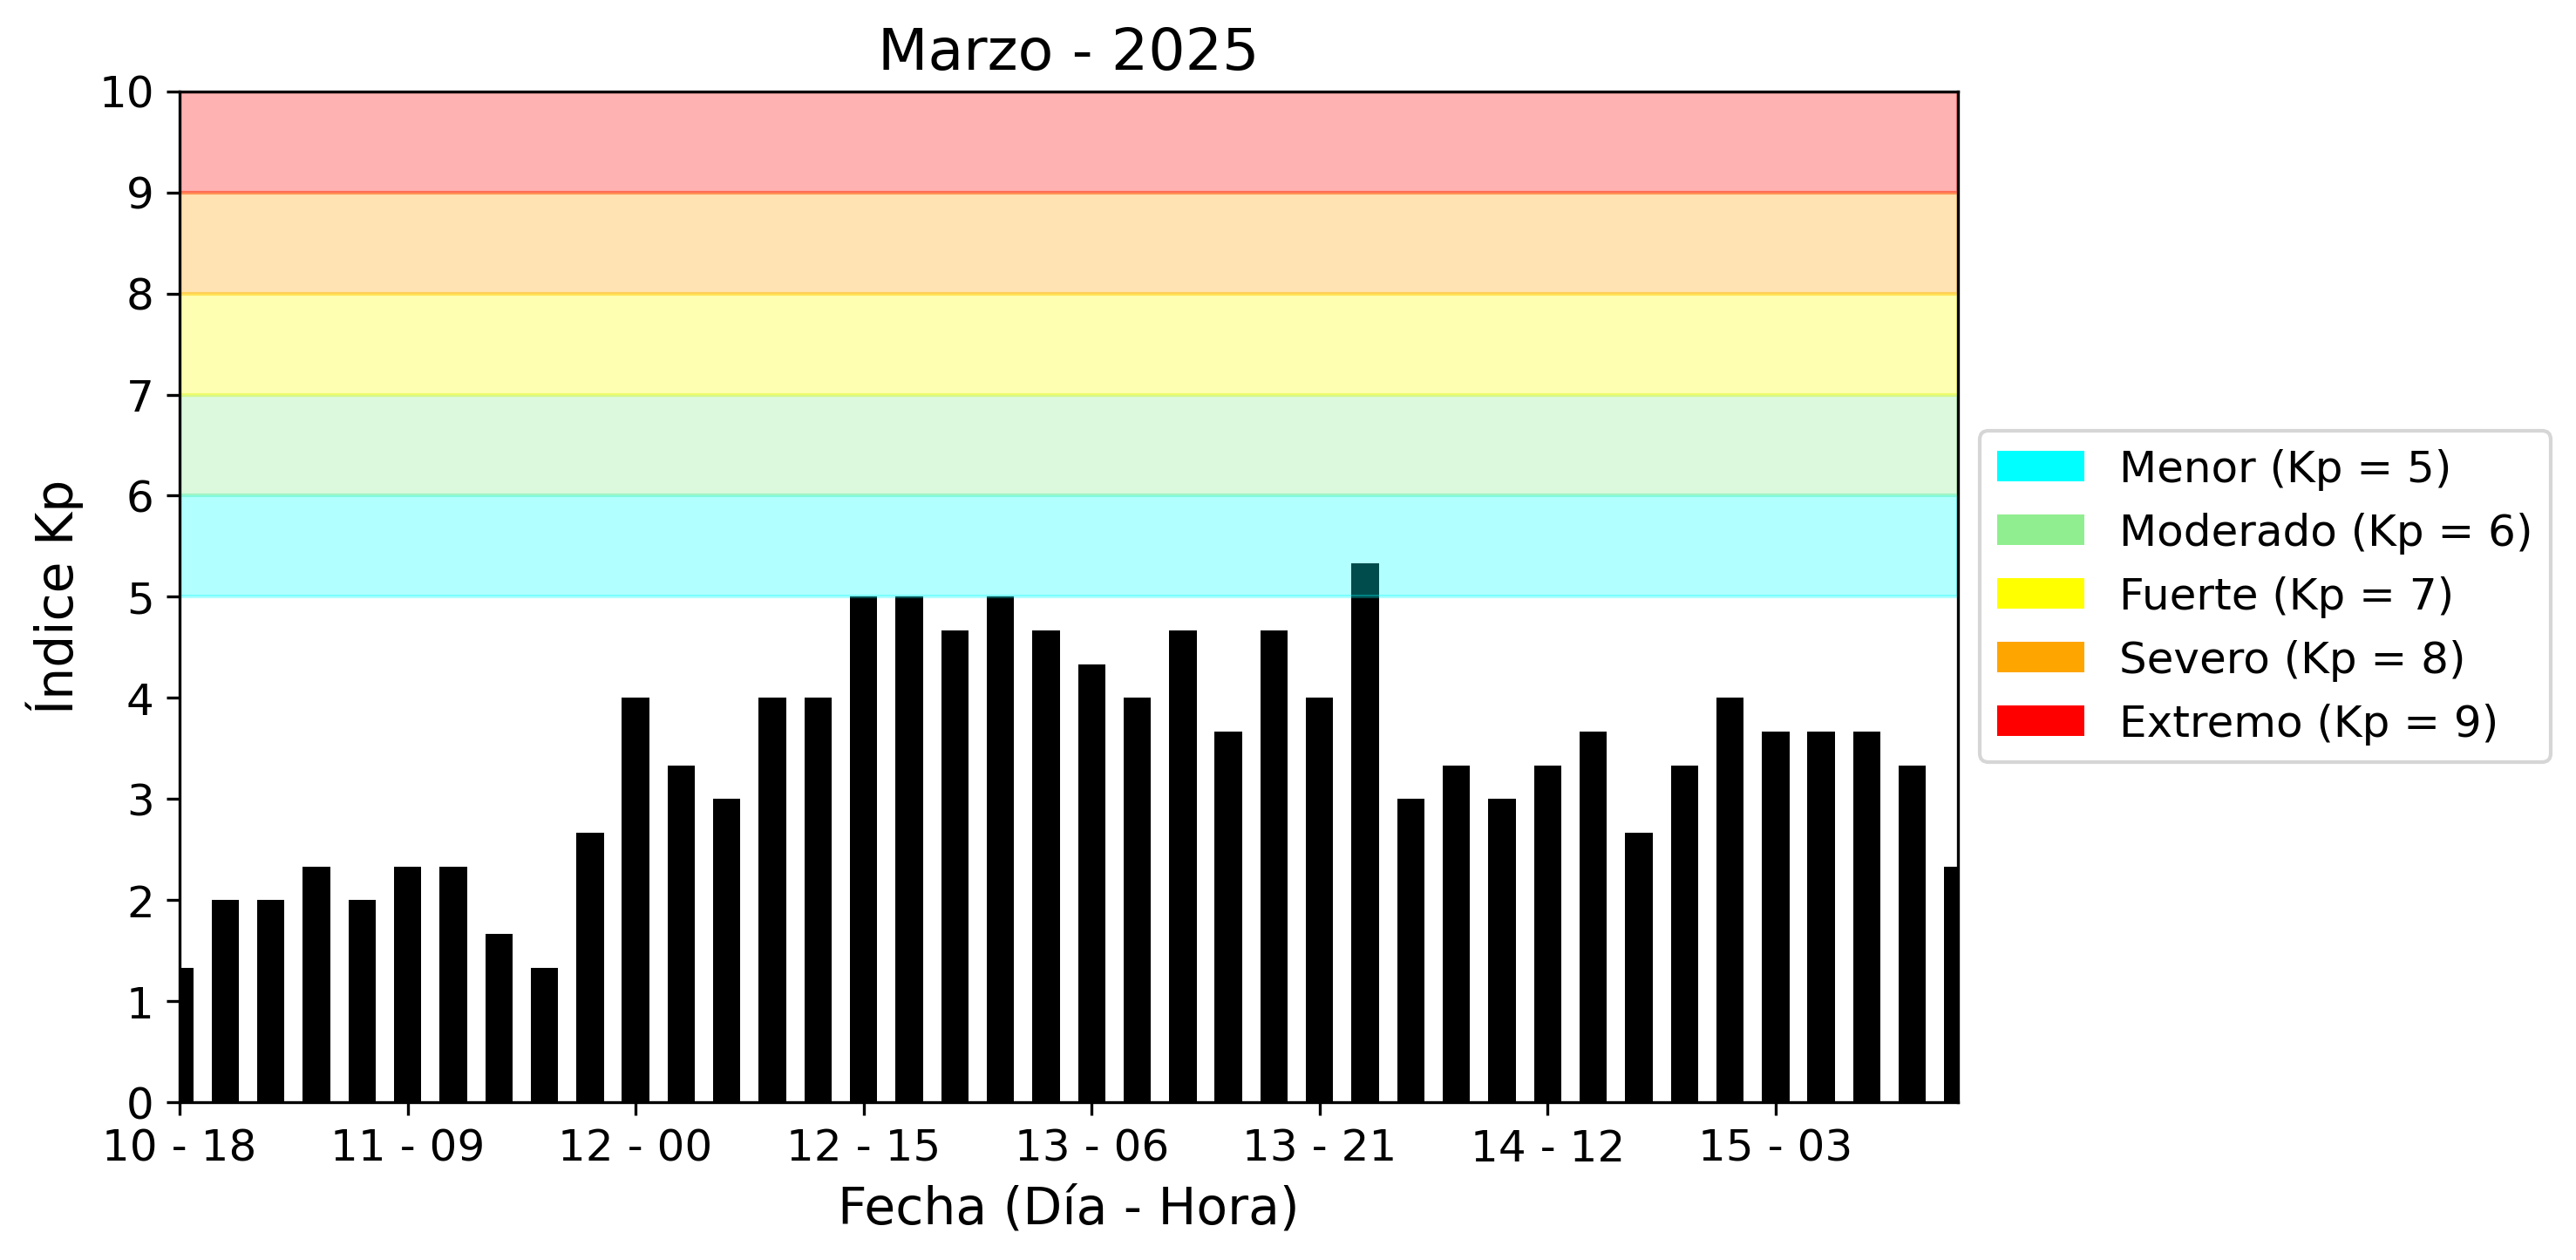 Marzo - 2025
10
9
8
7
6
5
4
3
2
1
0
Índice Kp
10 - 18
11 - 09
12 - 00
12 - 15
13 - 06
13 - 21
14 - 12
15 - 03
Fecha (Día - Hora)
Menor (Kp = 5)
Moderado (Kp = 6)
Fuerte (Kp = 7)
Severo (Kp = 8)
Extremo (Kp = 9)